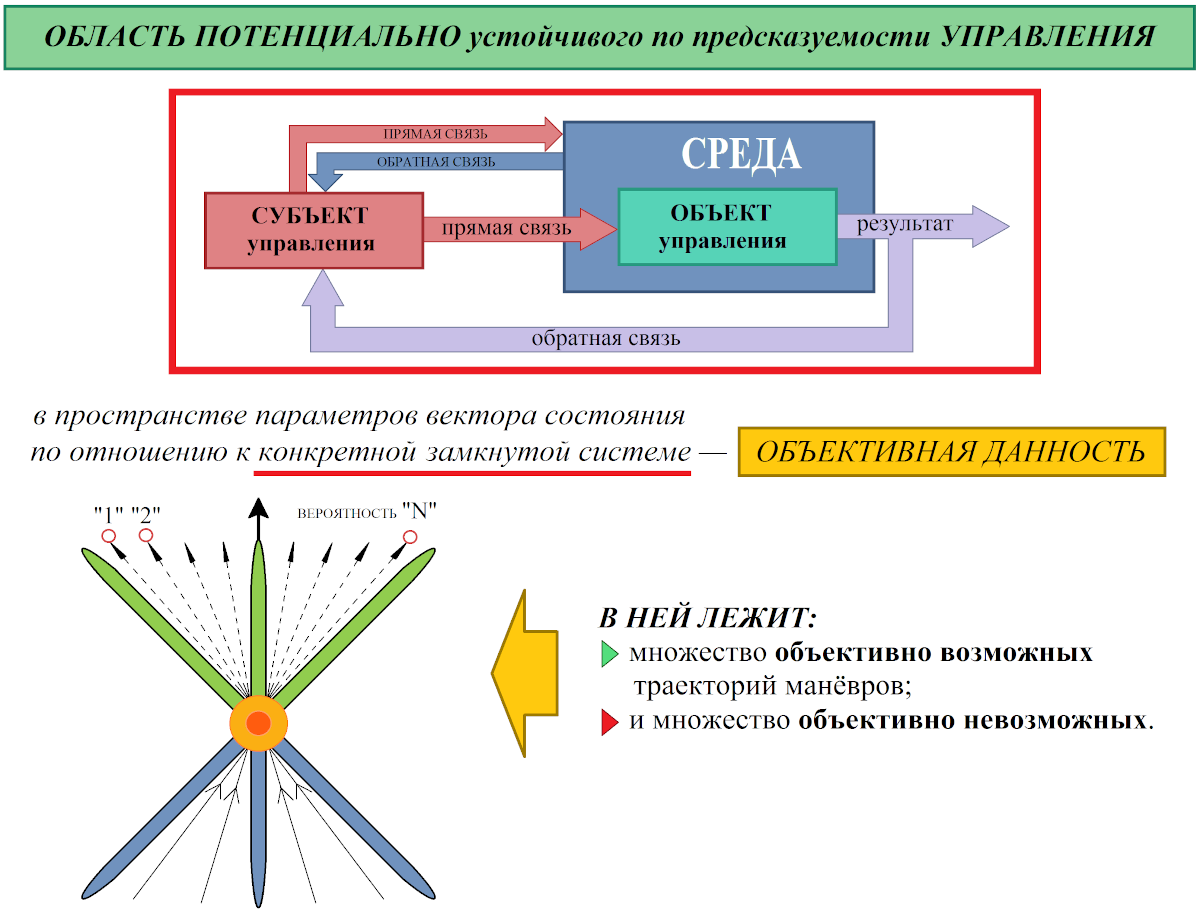 ОБЛАСТЬ ПОТЕНЦИАЛЬНО устойчивого по предсказуемости УПРАВЛЕНИЯ
ПРЯМАЯ СВЯЗЬ
ОБРАТНАЯ СВЯЗЬ
СРЕДА
СУБЪЕКТ
управления
прямая связь
ОБЪЕКТ
управления
результат
обратная связь
в пространстве параметров вектора состояния
по отношению к конкретной замкнутой системе —
ОБЪЕКТИВНАЯ ДАННОСТЬ
"1" "2"
ВЕРОЯТНОСТЬ "N"
В НЕЙ ЛЕЖИТ:
множество объективно возможных
траекторий манёвров;
и множество объективно невозможных.